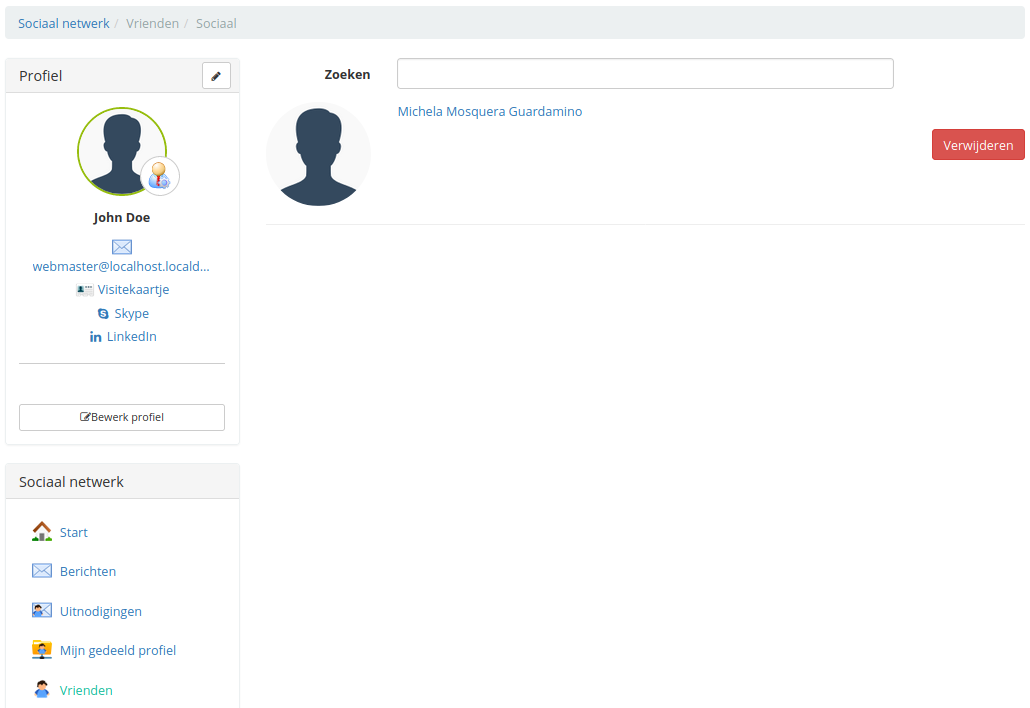 Sociaal netwerk / Vrienden / Sociaal
Profiel
John Doe
webmaster@localhost.locald...
Visitekaartje
Skype
LinkedIn
Bewerk profiel
Sociaal netwerk
Start
Berichten
Uitnodigingen
Mijn gedeeld profiel
Vrienden
Zoeken
Michela Mosquera Guardamino
Verwijderen